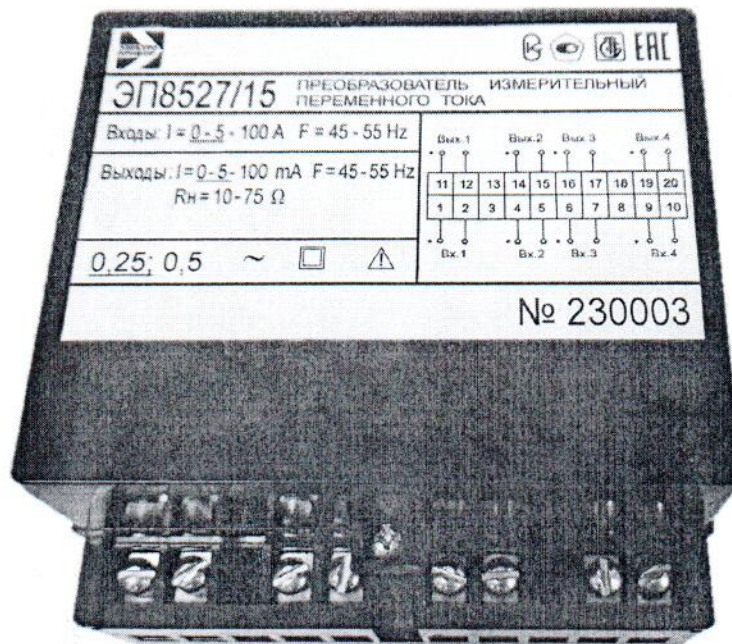 ЕАС
ЭП8527/15 ПРЕОБРАЗОВАТЕЛЬ ИЗМЕРИТЕЛЬНЫЙ
ПЕРЕМЕННОГО ТОКА
Входы: I = 0 - 5 - 100 A F = 45 - 55 Hz
Выходы: I = 0 - 5 - 100 mA F = 45 - 55 Hz
Rн = 10 - 75 Ω
0,25; 0,5 ~
Вых.1 Вых.2 Вых.3 Вых.4
11 12 13 14 15 16 17 18 19 20
1 2 3 4 5 6 7 8 9 10
Вх.1 Вх.2 Вх.3 Вх.4
№ 230003